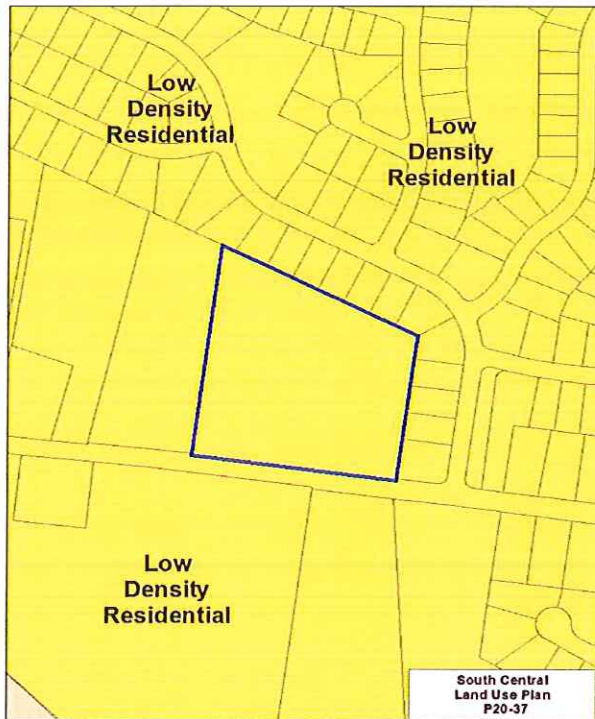 Low
Density
Residential
Low
Density
Residential
Low
Density
Residential
South Central
Land Use Plan
P20-37